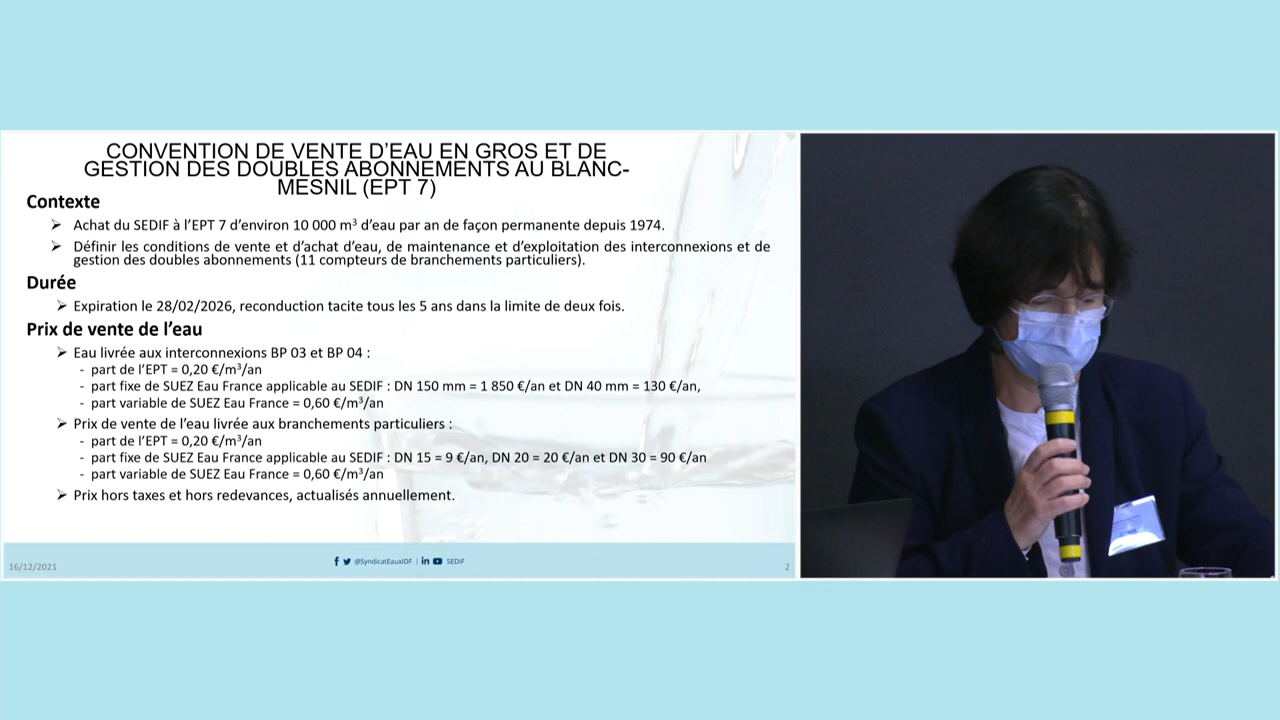 CONVENTION DE VENTE D'EAU EN GROS ET DE
GESTION DES DOUBLES ABONNEMENTS AU BLANC-
MESNIL (EPT 7)
Contexte
➢ Achat du SEDIF à l'EPT 7 d'environ 10 000 m³ d'eau par an de façon permanente depuis 1974.
➢ Définir les conditions de vente et d'achat d'eau, de maintenance et d'exploitation des interconnexions et de
gestion des doubles abonnements (11 compteurs de branchements particuliers).
Durée
➢ Expiration le 28/02/2026, reconduction tacite tous les 5 ans dans la limite de deux fois.
Prix de vente de l'eau
➢ Eau livrée aux interconnexions BP 03 et BP 04 :
- part de l'EPT = 0,20 €/m³/an
- part fixe de SUEZ Eau France applicable au SEDIF : DN 150 mm = 1 850 €/an et DN 40 mm = 130 €/an,
- part variable de SUEZ Eau France = 0,60 €/m³/an
➢ Prix de vente de l'eau livrée aux branchements particuliers :
- part de l'EPT = 0,20 €/m³/an
- part fixe de SUEZ Eau France applicable au SEDIF : DN 15 = 9 €/an, DN 20 = 20 €/an et DN 30 = 90 €/an
- part variable de SUEZ Eau France = 0,60 €/m³/an
➢ Prix hors taxes et hors redevances, actualisés annuellement.
16/12/2021
@SyndicatEauxIDF | SEDIF
2